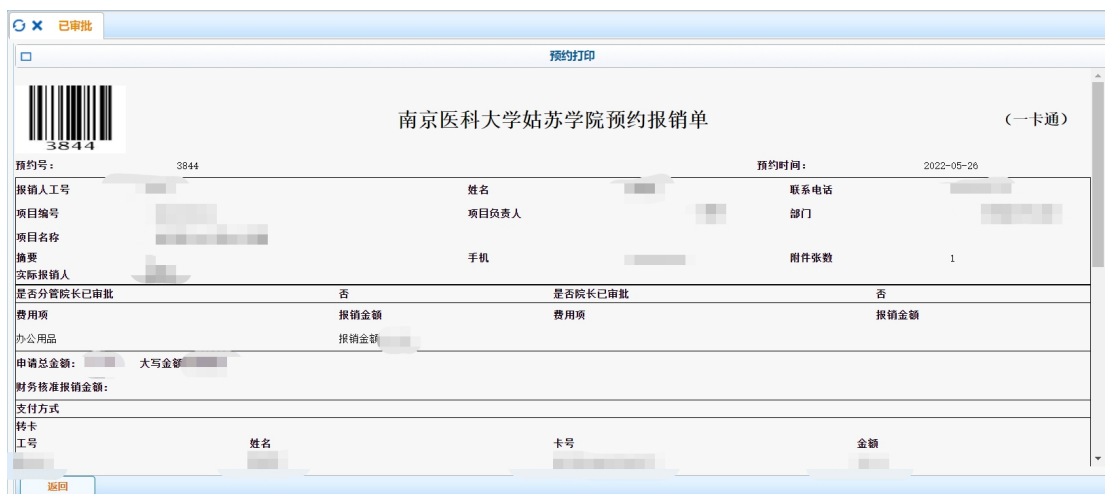 已审批
预约打印
3844
南京医科大学姑苏学院预约报销单
（一卡通）
预约号： 3844 预约时间： 2022-05-26
报销人工号 姓名 联系电话
项目编号 项目负责人 部门
项目名称
摘要 手机 附件张数 1
实际报销人
是否分管院长已审批 否 是否院长已审批 否
费用项 报销金额 费用项 报销金额
办公用品 报销金额
申请总金额： 大写金额
财务核准报销金额：
支付方式
转卡
工号 姓名 卡号 金额
返回